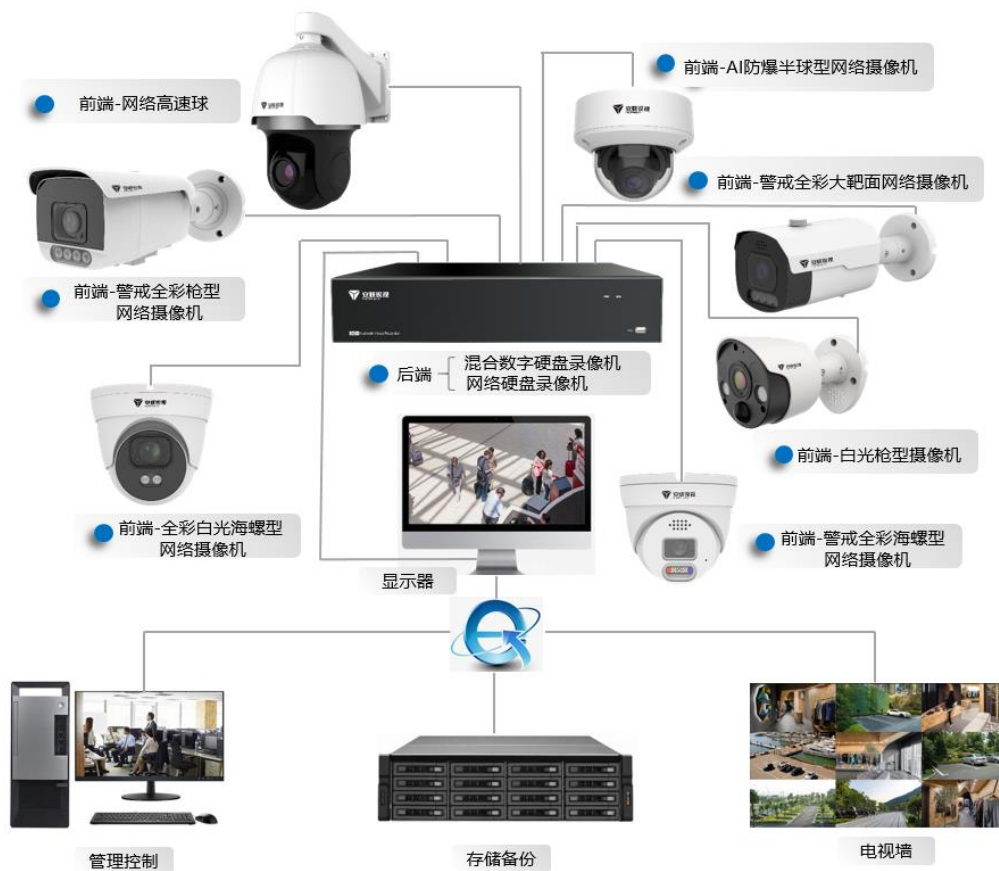 前端-网络高速球
前端-AI防爆半球型网络摄像机
前端-警戒全彩大靶面网络摄像机
前端-警戒全彩枪型
网络摄像机
安联锐视
后端
混合数字硬盘录像机
网络硬盘录像机
前端-白光枪型摄像机
前端-全彩白光海螺型
网络摄像机
前端-警戒全彩海螺型
网络摄像机
显示器
管理控制
存储备份
电视墙